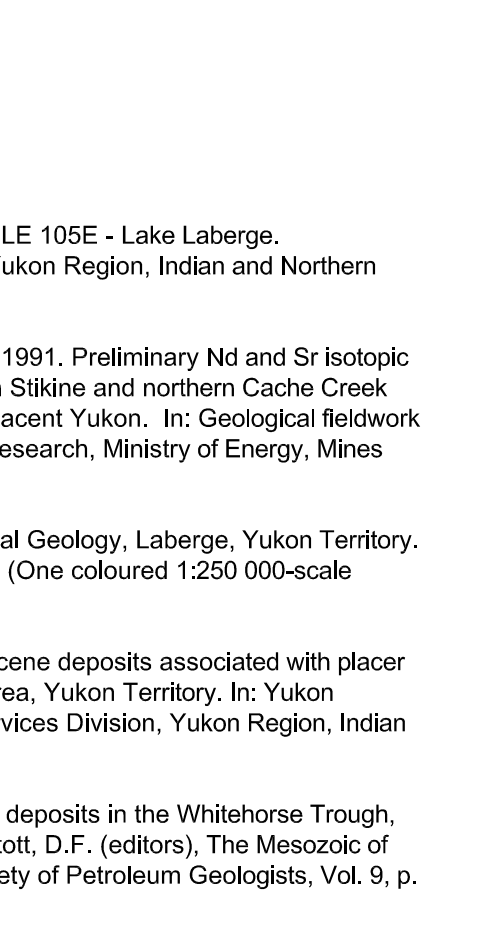 LE 105E - Lake Laberge.
Yukon Region, Indian and Northern
1991. Preliminary Nd and Sr isotopic
Stikine and northern Cache Creek
acent Yukon. In: Geological fieldwork
esearch, Ministry of Energy, Mines
al Geology, Laberge, Yukon Territory.
(One coloured 1:250 000-scale
cene deposits associated with placer
rea, Yukon Territory. In: Yukon
vices Division, Yukon Region, Indian
deposits in the Whitehorse Trough,
tott, D.F. (editors), The Mesozoic of
ety of Petroleum Geologists, Vol. 9, p.